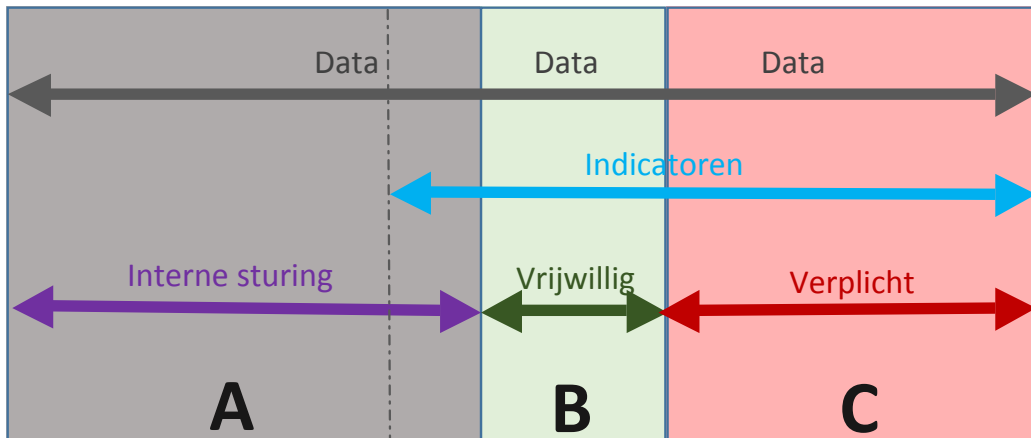 Data Data Data
Indicatoren
Interne sturing Vrijwillig Verplicht
A B C